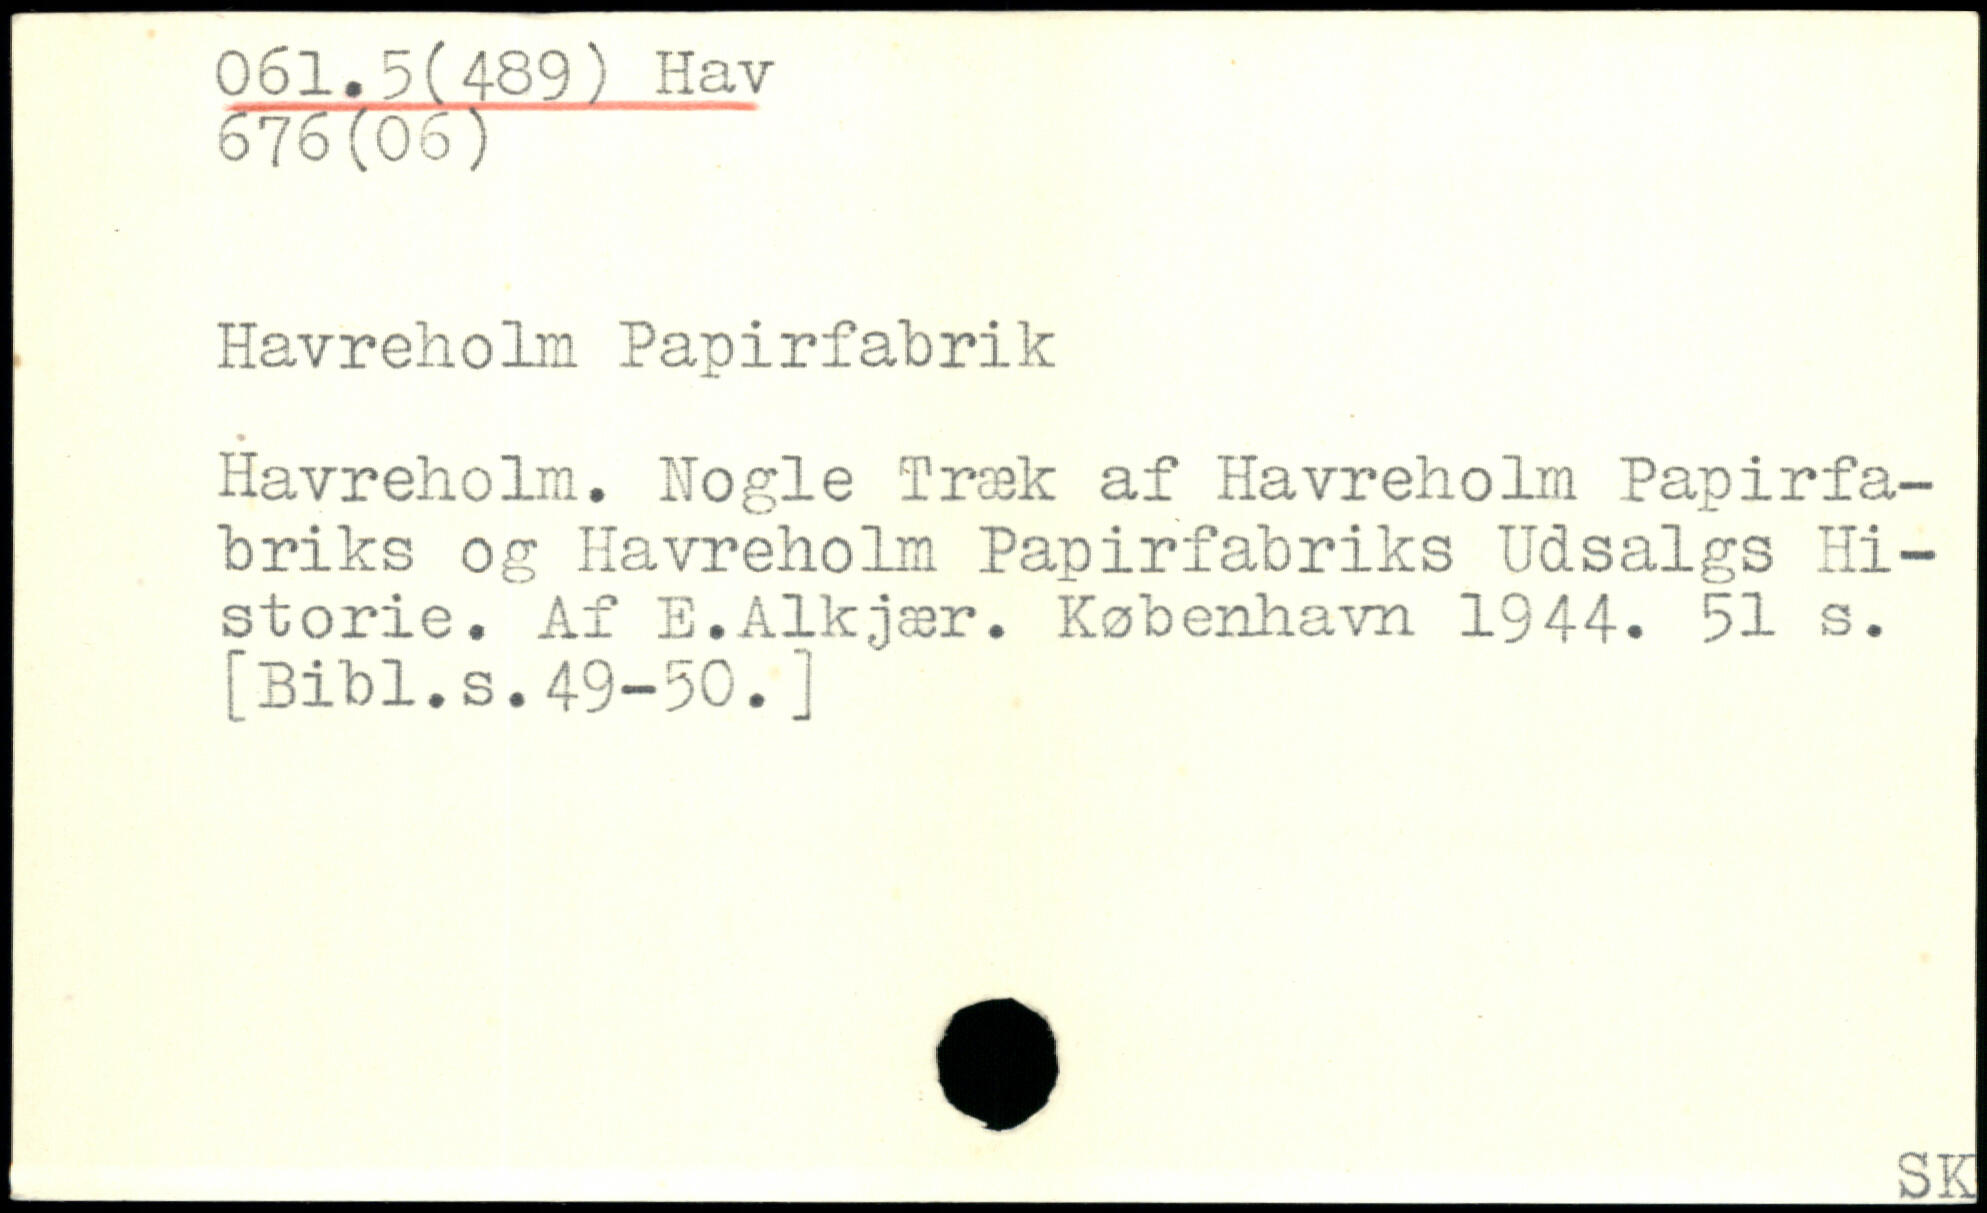 061.5(489) Hav
676(06)
Havreholm Papirfabrik
Havreholm. Nogle Træk af Havreholm Papirfa-
briks og Havreholm Papirfabriks Udsalgs Hi-
storie. Af E.Alkjær. København 1944. 51 s.
[Bibl.s.49-50.]
SK